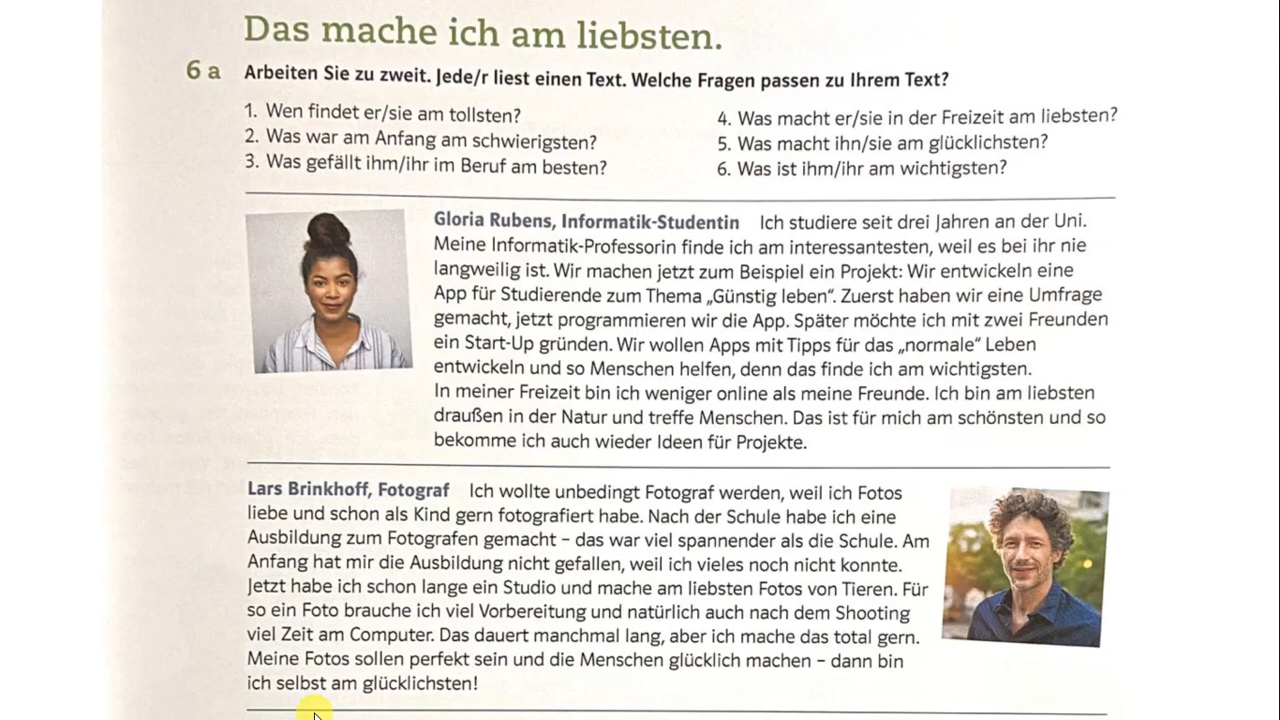 Das mache ich am liebsten.
6 a Arbeiten Sie zu zweit. Jede/r liest einen Text. Welche Fragen passen zu Ihrem Text?
1. Wen findet er/sie am tollsten?
2. Was war am Anfang am schwierigsten?
3. Was gefällt ihm/ihr im Beruf am besten?
4. Was macht er/sie in der Freizeit am liebsten?
5. Was macht ihn/sie am glücklichsten?
6. Was ist ihm/ihr am wichtigsten?
Gloria Rubens, Informatik-Studentin Ich studiere seit drei Jahren an der Uni.
Meine Informatik-Professorin finde ich am interessantesten, weil es bei ihr nie
langweilig ist. Wir machen jetzt zum Beispiel ein Projekt: Wir entwickeln eine
App für Studierende zum Thema „Günstig leben“. Zuerst haben wir eine Umfrage
gemacht, jetzt programmieren wir die App. Später möchte ich mit zwei Freunden
ein Start-Up gründen. Wir wollen Apps mit Tipps für das „normale“ Leben
entwickeln und so Menschen helfen, denn das finde ich am wichtigsten.
In meiner Freizeit bin ich weniger online als meine Freunde. Ich bin am liebsten
draußen in der Natur und treffe Menschen. Das ist für mich am schönsten und so
bekomme ich auch wieder Ideen für Projekte.
Lars Brinkhoff, Fotograf Ich wollte unbedingt Fotograf werden, weil ich Fotos
liebe und schon als Kind gern fotografiert habe. Nach der Schule habe ich eine
Ausbildung zum Fotografen gemacht – das war viel spannender als die Schule. Am
Anfang hat mir die Ausbildung nicht gefallen, weil ich vieles noch nicht konnte.
Jetzt habe ich schon lange ein Studio und mache am liebsten Fotos von Tieren. Für
so ein Foto brauche ich viel Vorbereitung und natürlich auch nach dem Shooting
viel Zeit am Computer. Das dauert manchmal lang, aber ich mache das total gern.
Meine Fotos sollen perfekt sein und die Menschen glücklich machen – dann bin
ich selbst am glücklichsten!